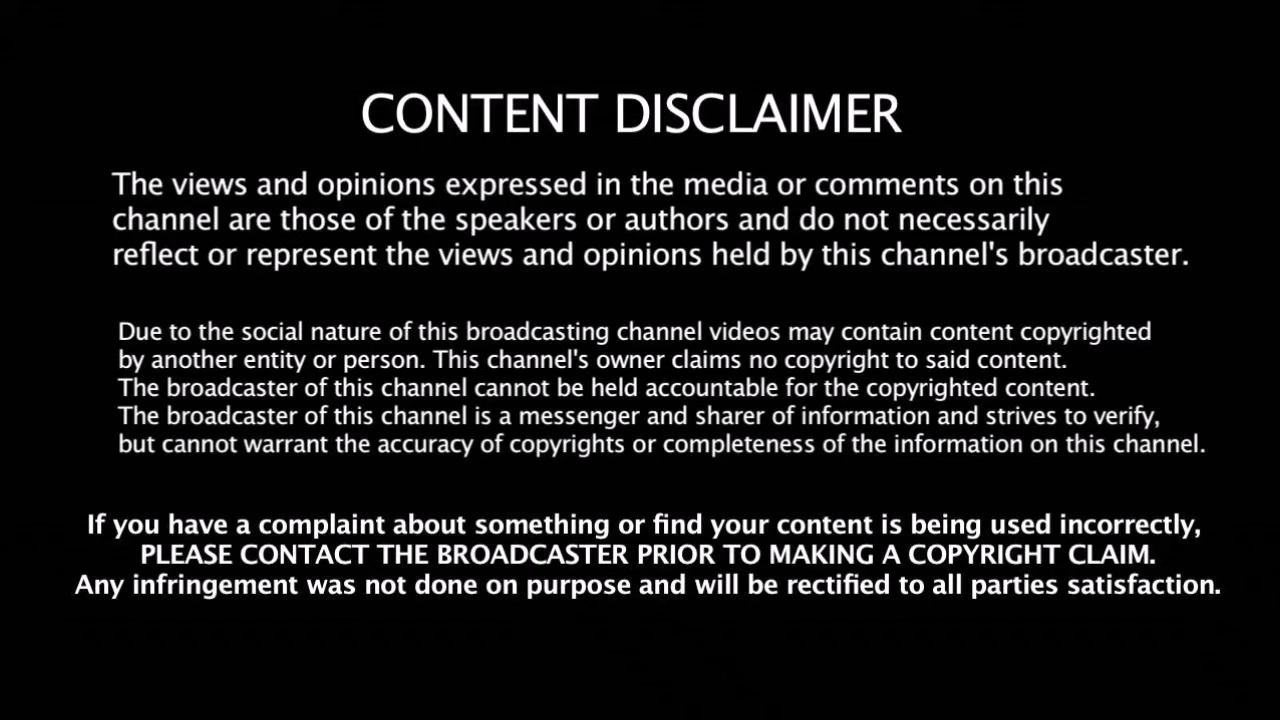 CONTENT DISCLAIMER
The views and opinions expressed in the media or comments on this
channel are those of the speakers or authors and do not necessarily
reflect or represent the views and opinions held by this channel's broadcaster.
Due to the social nature of this broadcasting channel videos may contain content copyrighted
by another entity or person. This channel's owner claims no copyright to said content.
The broadcaster of this channel cannot be held accountable for the copyrighted content.
The broadcaster of this channel is a messenger and sharer of information and strives to verify,
but cannot warrant the accuracy of copyrights or completeness of the information on this channel.
If you have a complaint about something or find your content is being used incorrectly,
PLEASE CONTACT THE BROADCASTER PRIOR TO MAKING A COPYRIGHT CLAIM.
Any infringement was not done on purpose and will be rectified to all parties satisfaction.